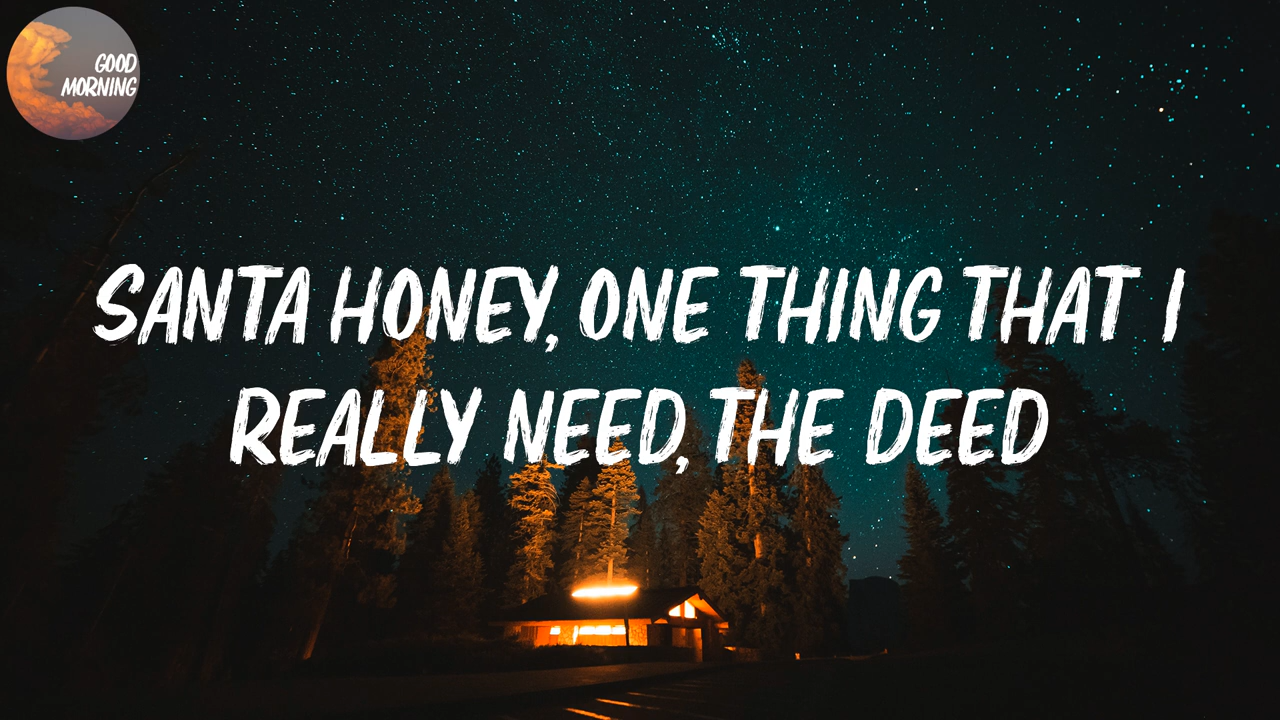 GOOD
MORNING
SANTA HONEY, ONE THING THAT I
REALLY NEED, THE DEED